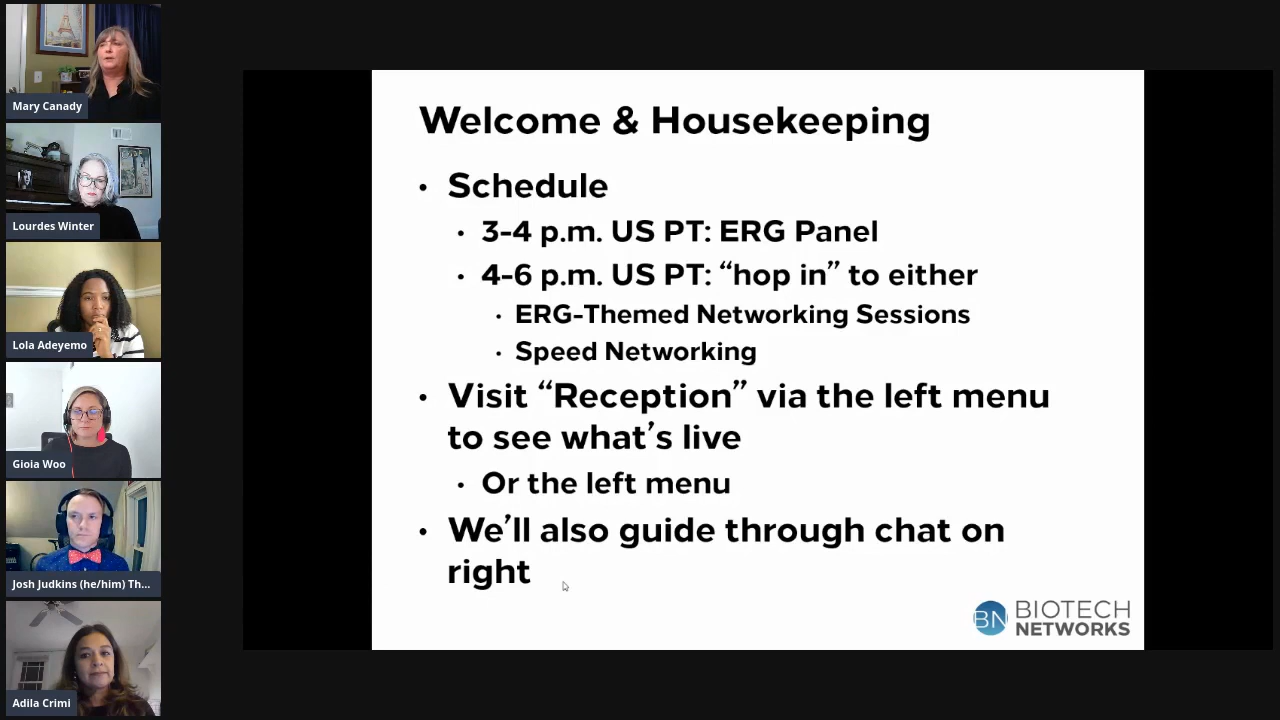 Mary Canady
Lourdes Winter
Lola Adeyemo
Gioia Woo
Josh Judkins (he/him) Th...
Adila Crimi
Welcome & Housekeeping
• Schedule
• 3-4 p.m. US PT: ERG Panel
• 4-6 p.m. US PT: “hop in” to either
• ERG-Themed Networking Sessions
• Speed Networking
• Visit “Reception” via the left menu
to see what’s live
• Or the left menu
• We’ll also guide through chat on
right
BN BIOTECH
NETWORKS